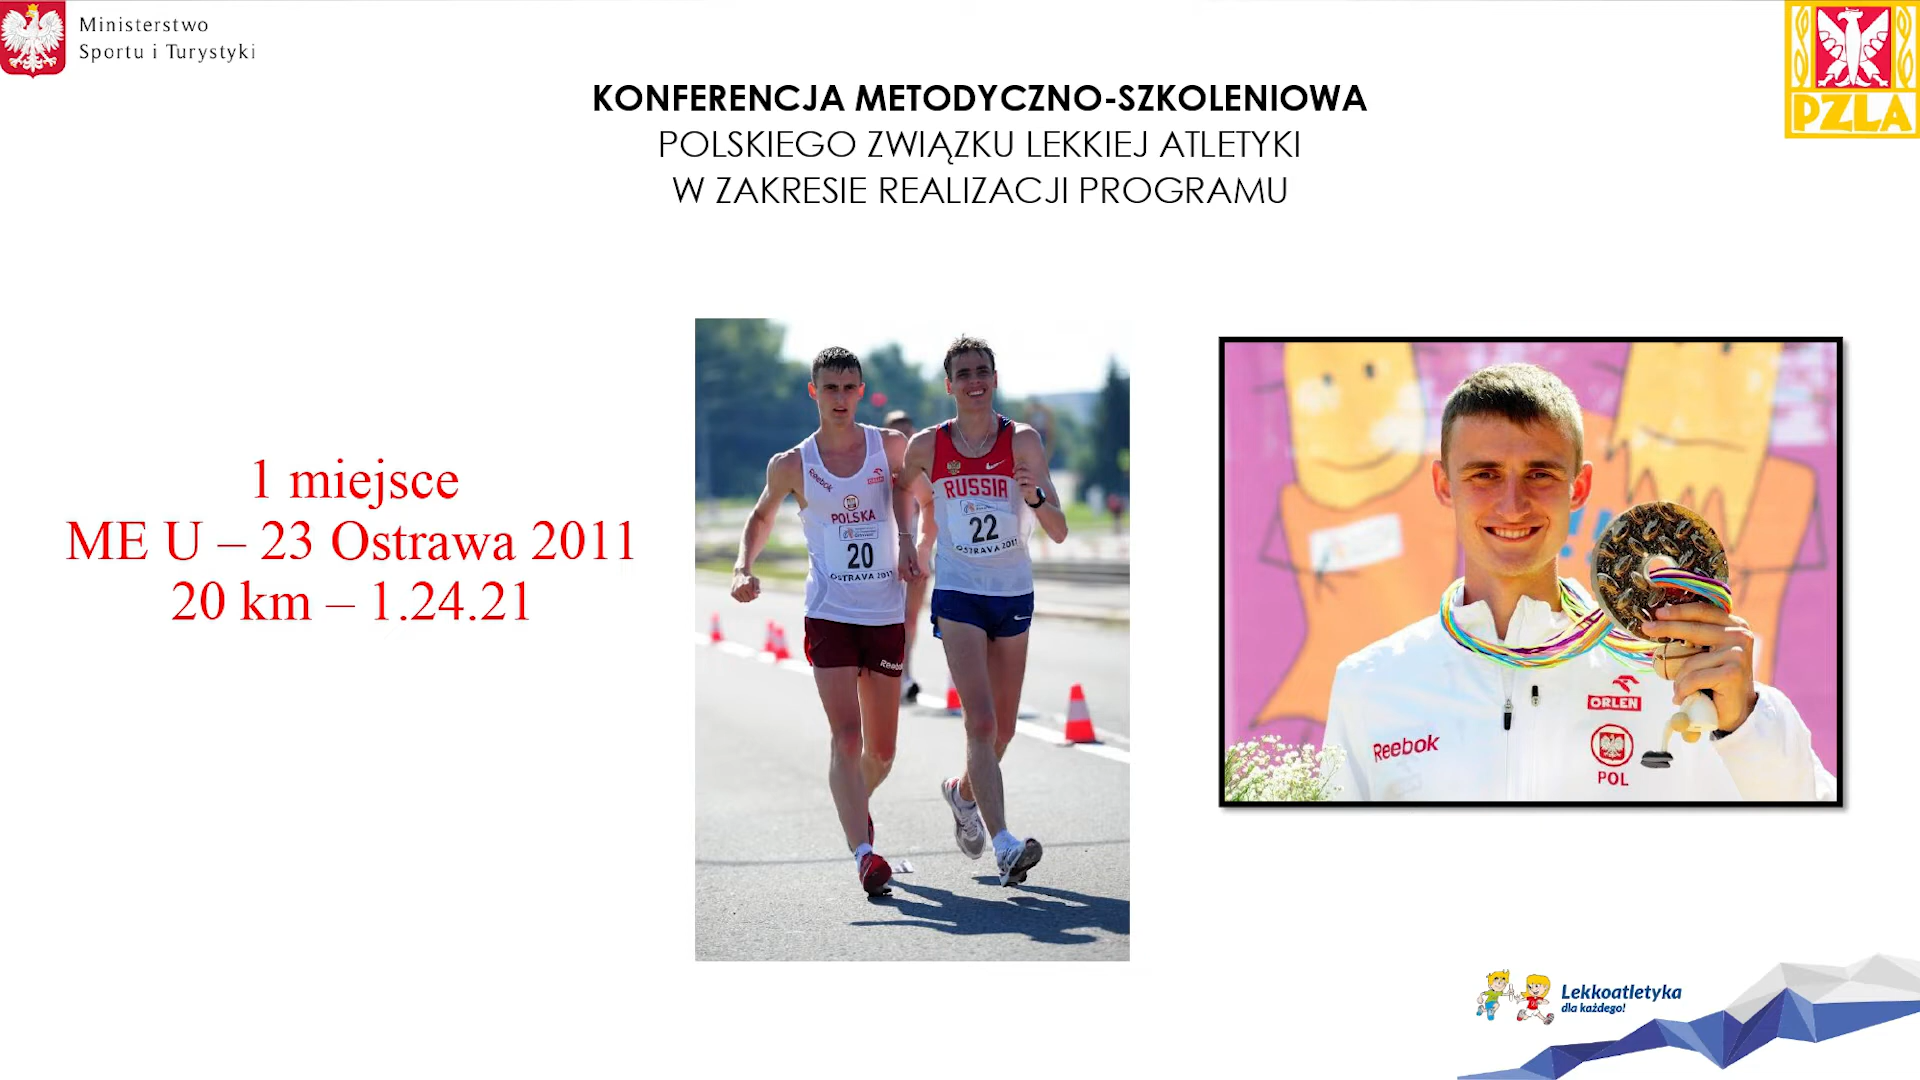 Ministerstwo
Sportu i Turystyki
PZLA
KONFERENCJA METODYCZNO-SZKOLENIOWA
POLSKIEGO ZWIĄZKU LEKKIEJ ATLETYKI
W ZAKRESIE REALIZACJI PROGRAMU
1 miejsce
ME U – 23 Ostrawa 2011
20 km – 1.24.21
Reebok
POLSKA
20
OSTRAVA 2011
Reebok
RUSSIA
22
OSTRAVA 2011
ORLEN
Reebok
POL
Lekkoatletyka
dla każdego!